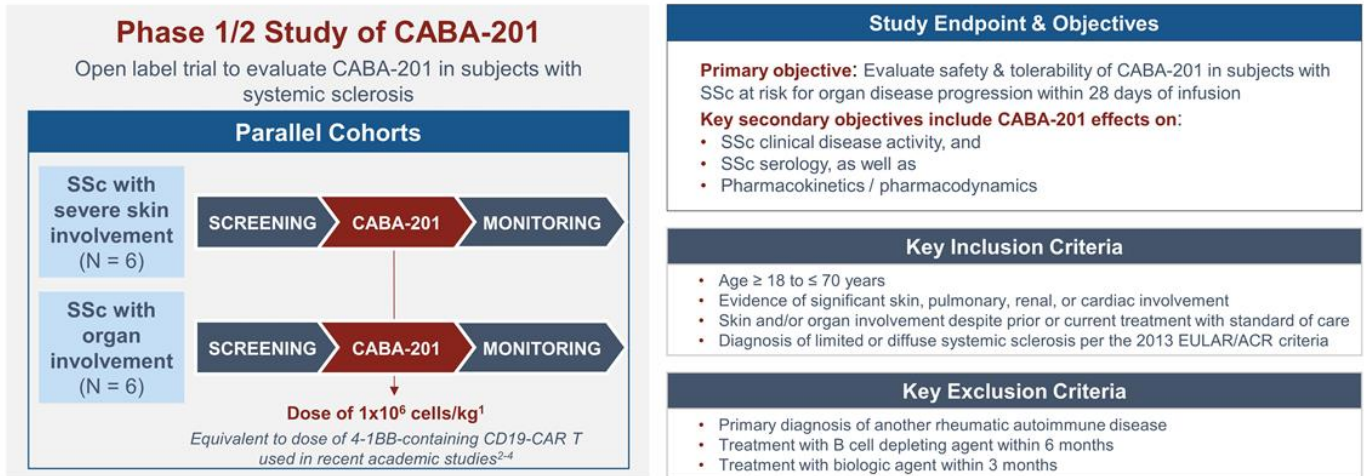 Phase 1/2 Study of CABA-201
Open label trial to evaluate CABA-201 in subjects with
systemic sclerosis
Parallel Cohorts
SSc with
severe skin
involvement
(N = 6)
SCREENING
CABA-201
MONITORING
SSc with
organ
involvement
(N = 6)
SCREENING
CABA-201
MONITORING
Dose of 1x10⁶ cells/kg¹
Equivalent to dose of 4-1BB-containing CD19-CAR T
used in recent academic studies²⁻⁴
Study Endpoint & Objectives
Primary objective: Evaluate safety & tolerability of CABA-201 in subjects with
SSc at risk for organ disease progression within 28 days of infusion
Key secondary objectives include CABA-201 effects on:
• SSc clinical disease activity, and
• SSc serology, as well as
• Pharmacokinetics / pharmacodynamics
Key Inclusion Criteria
• Age ≥ 18 to ≤ 70 years
• Evidence of significant skin, pulmonary, renal, or cardiac involvement
• Skin and/or organ involvement despite prior or current treatment with standard of care
• Diagnosis of limited or diffuse systemic sclerosis per the 2013 EULAR/ACR criteria
Key Exclusion Criteria
• Primary diagnosis of another rheumatic autoimmune disease
• Treatment with B cell depleting agent within 6 months
• Treatment with biologic agent within 3 months